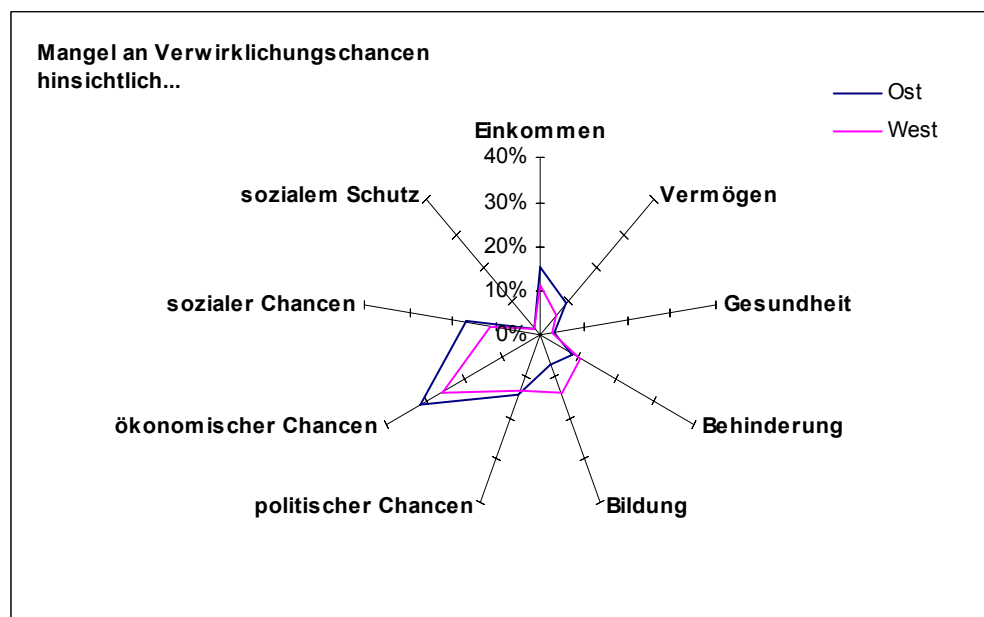 Mangel an Verwirklichungschancen
hinsichtlich...
Ost
West
Einkommen
40%
30%
20%
10%
0%
sozialem Schutz
Vermögen
sozialer Chancen
Gesundheit
ökonomischer Chancen
Behinderung
politischer Chancen
Bildung